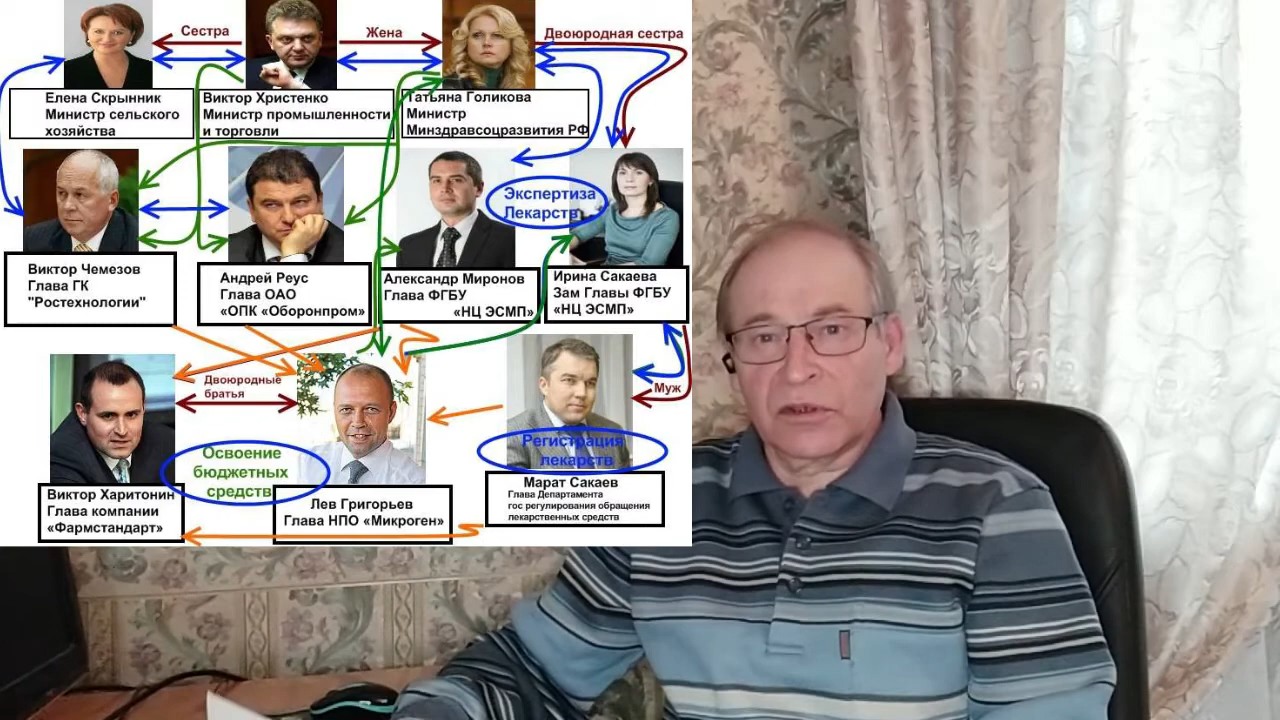 Сестра
Жена
Двоюродная сестра
Елена Скрынник
Министр сельского
хозяйства
Виктор Христенко
Министр промышленности
и торговли
Татьяна Голикова
Министр
Минздравсоцразвития РФ
Экспертиза
Лекарств
Виктор Чемезов
Глава ГК
"Ростехнологии"
Андрей Реус
Глава ОАО
«ОПК «Оборонпром»
Александр Миронов
Глава ФГБУ
«НЦ ЭСМП»
Ирина Сакаева
Зам Главы ФГБУ
«НЦ ЭСМП»
Двоюродные
братья
Муж
Освоение
бюджетных
средств
Регистрация
лекарств
Виктор Харитонин
Глава компании
«Фармстандарт»
Лев Григорьев
Глава НПО «Микроген»
Марат Сакаев
Глава Департамента
гос регулирования обращения
лекарственных средств